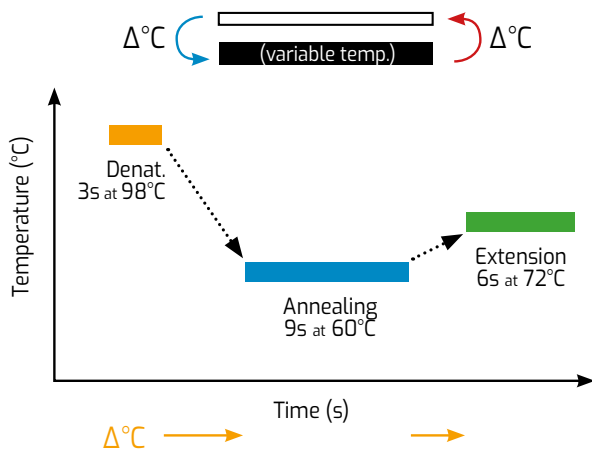 Δ°C
(variable temp.)
Δ°C
Temperature (°C)
Denat.
3s at 98°C
Annealing
9s at 60°C
Extension
6s at 72°C
Time (s)
Δ°C